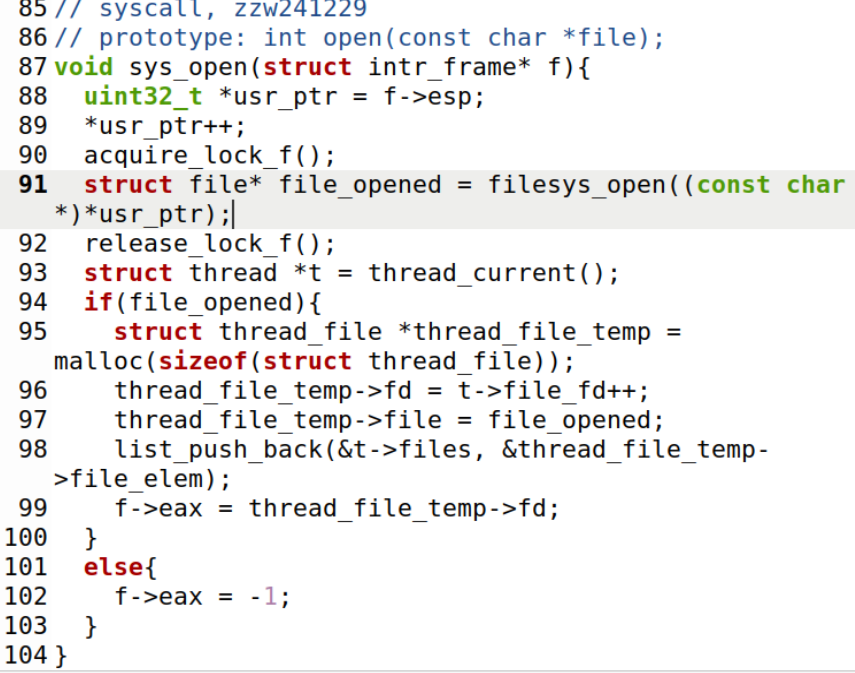 85 // syscall, zzw241229
86 // prototype: int open(const char *file);
87 void sys_open(struct intr_frame* f){
88   uint32_t *usr_ptr = f->esp;
89   *usr_ptr++;
90   acquire_lock_f();
91   struct file* file_opened = filesys_open((const char
*)*usr_ptr);
92   release_lock_f();
93   struct thread *t = thread_current();
94   if(file_opened){
95     struct thread_file *thread_file_temp =
malloc(sizeof(struct thread_file));
96     thread_file_temp->fd = t->file_fd++;
97     thread_file_temp->file = file_opened;
98     list_push_back(&t->files, &thread_file_temp-
>file_elem);
99     f->eax = thread_file_temp->fd;
100   }
101   else{
102     f->eax = -1;
103   }
104 }